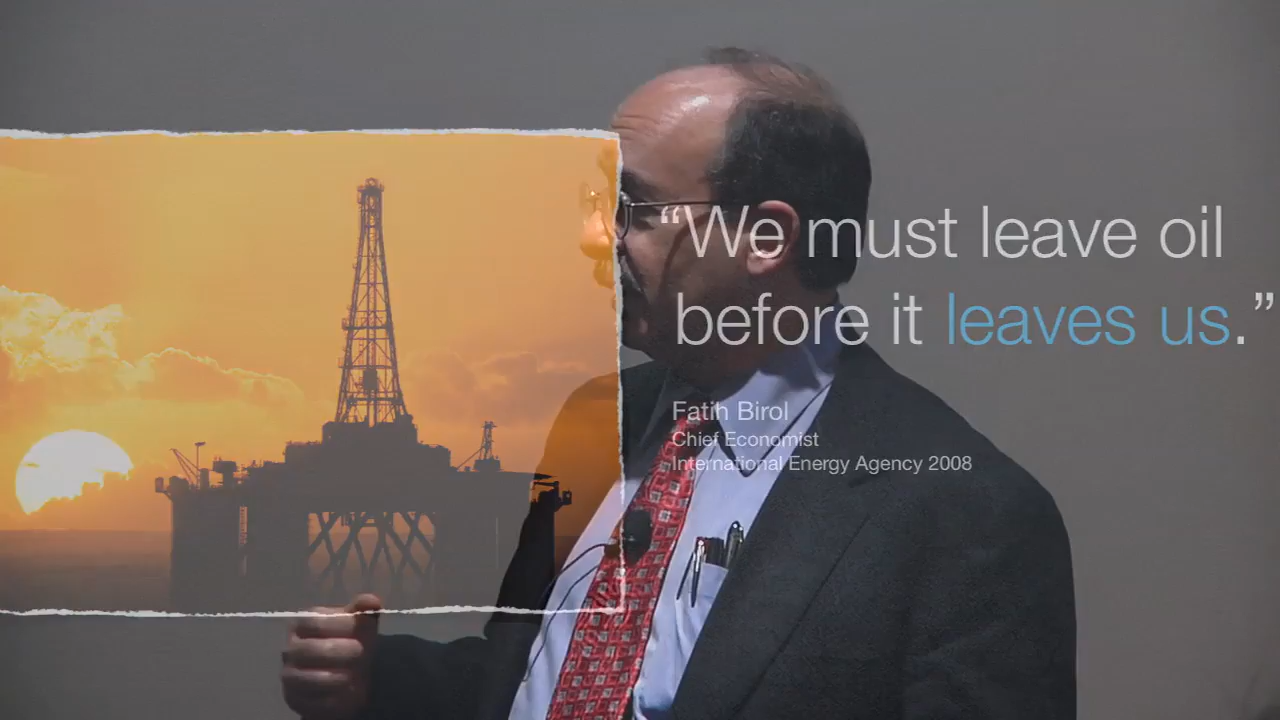 “We must leave oil
before it leaves us.”
Fatih Birol
Chief Economist
International Energy Agency 2008